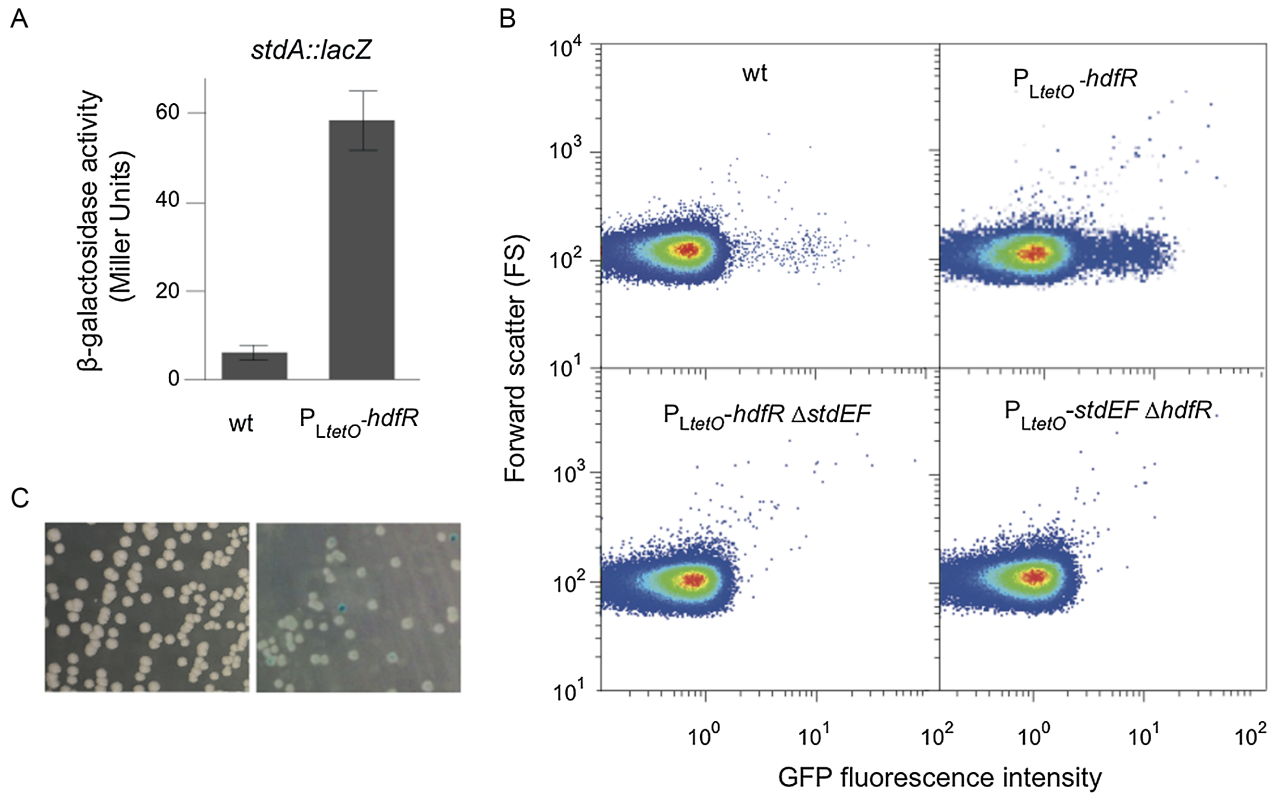 A
stdA::lacZ
β-galactosidase activity
(Miller Units)
60
40
20
0
wt
PLtetO-hdfR
B
Forward scatter (FS)
10⁴
10³
10²
10¹
10³
10²
10¹
wt
PLtetO -hdfR
PLtetO-hdfR ΔstdEF
PLtetO-stdEF ΔhdfR
10⁰
10¹
10²
10⁰
10¹
10²
GFP fluorescence intensity
C